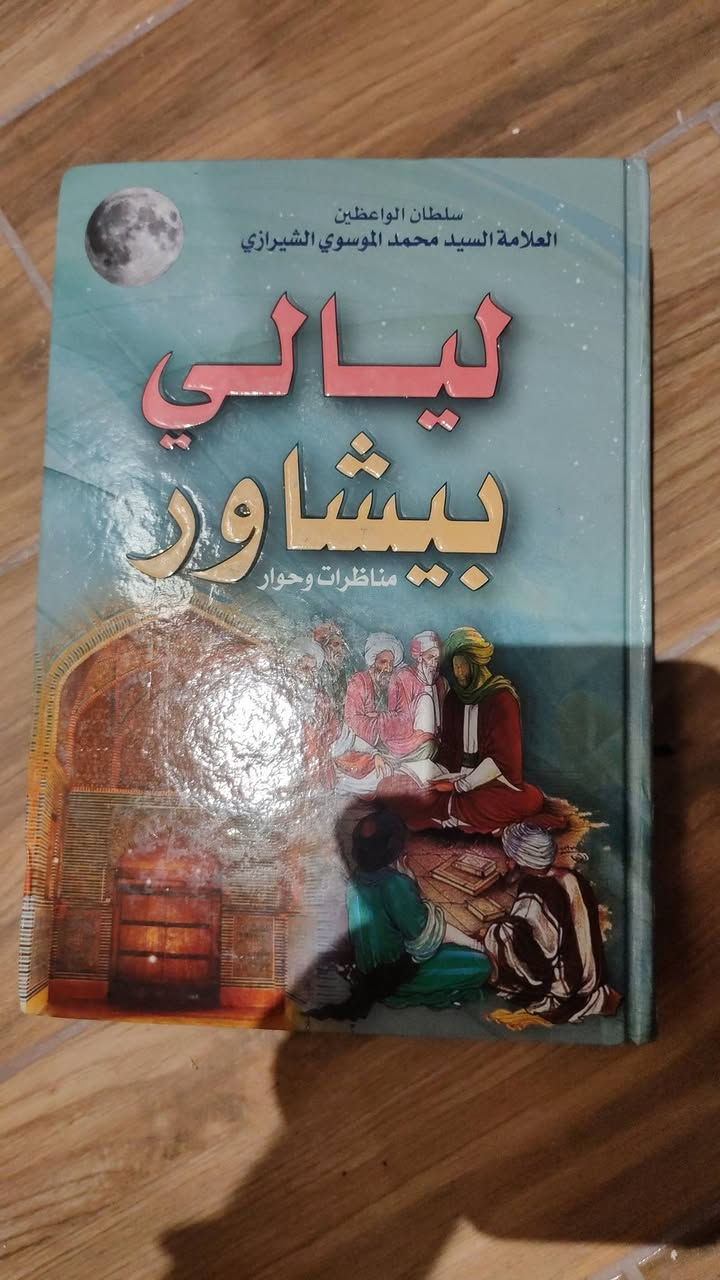 سلطان الواعظين
العلامة السيد محمد الموسوي الشيرازي
ليالي
بيشاور
مناظرات وحوار